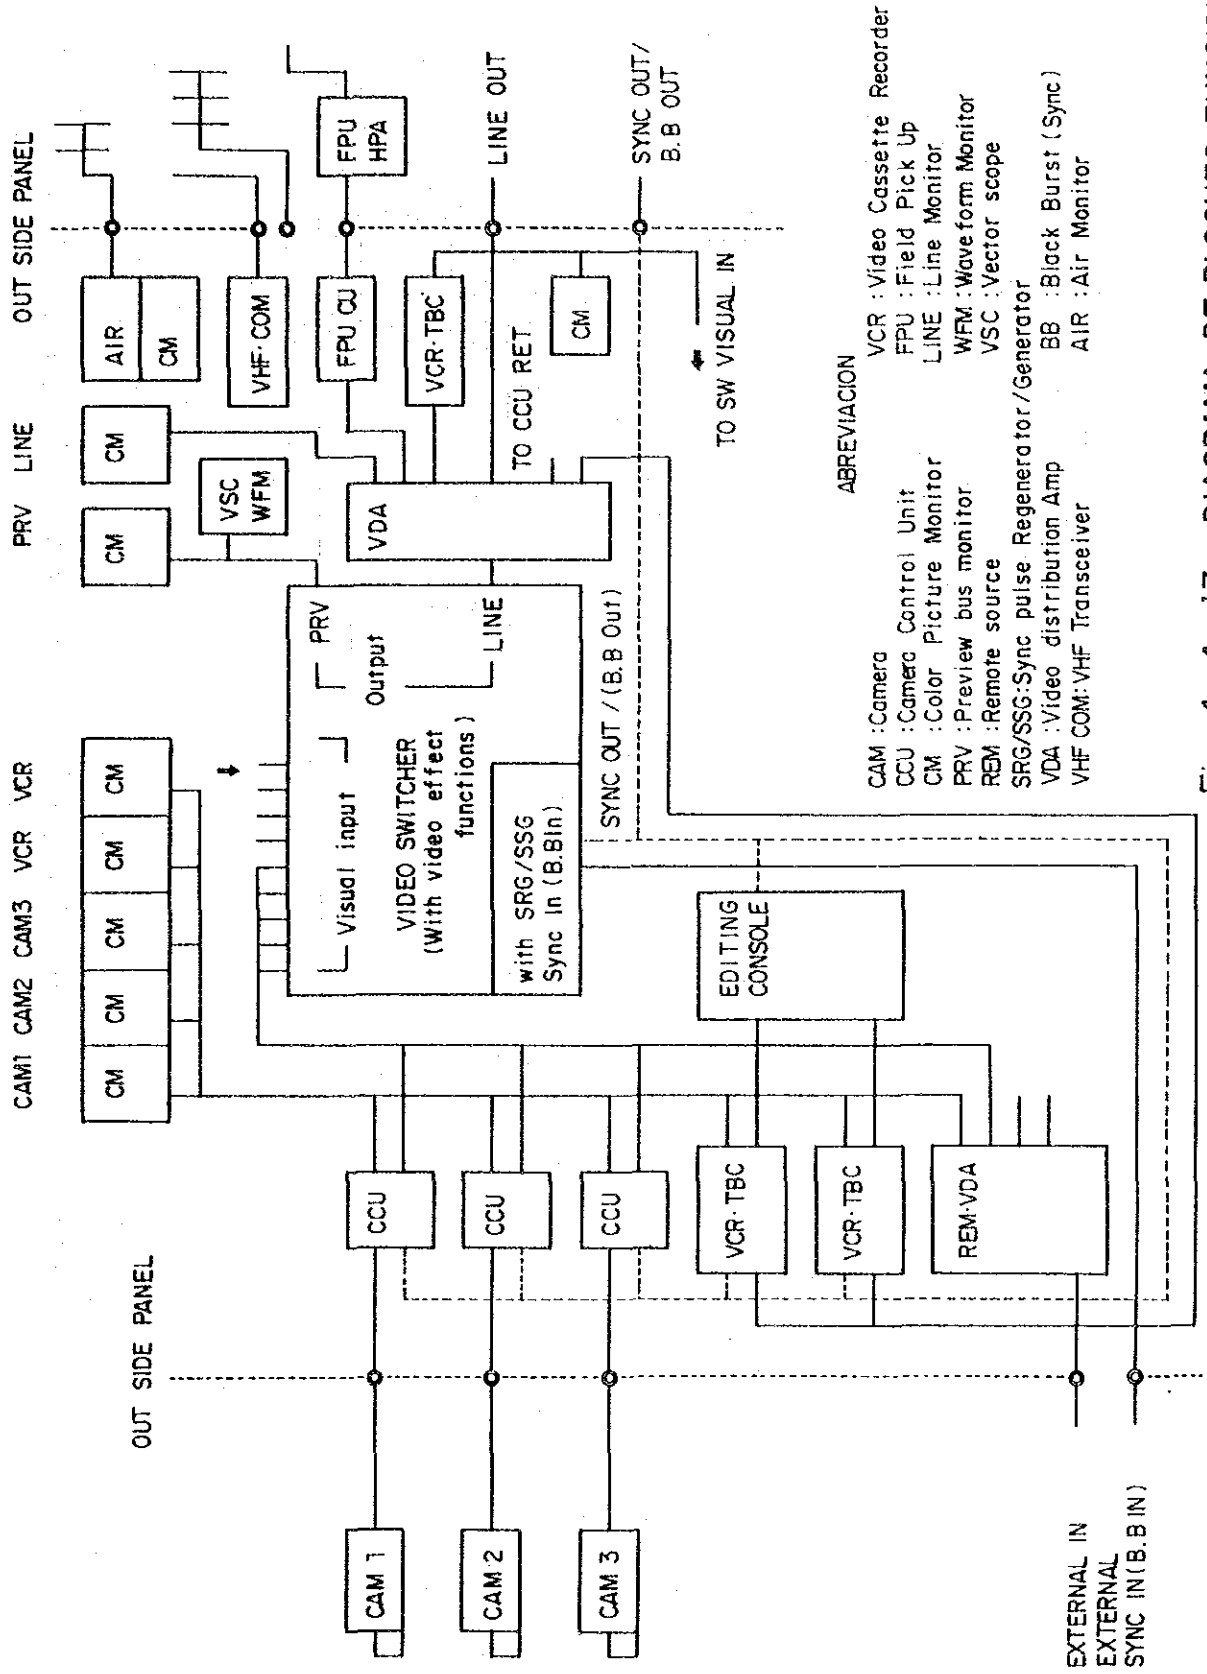 OUT SIDE PANEL
CAM1 CAM2 CAM3 VCR VCR
PRV LINE
OUT SIDE PANEL
CM
CM
CM
CM
CM
CM
CM
AIR
CM
VSC
WFM
VHF·COM
FPU CU
FPU
HPA
VCR·TBC
LINE OUT
CM
SYNC OUT/
B.B OUT
TO CCU RET
TO SW VISUAL IN
VDA
PRV
Output
LINE
Visual input
VIDEO SWITCHER
(With video effect
functions)
with SRG/SSG
Sync In (B.BIn)
SYNC OUT / (B.B Out)
CAM 1
CCU
CAM 2
CCU
CAM 3
CCU
EDITING
CONSOLE
VCR·TBC
VCR·TBC
REM·VDA
EXTERNAL IN
EXTERNAL
SYNC IN (B.B IN)
ABREVIACION
CAM :Camera
CCU :Camera Control Unit
CM :Color Picture Monitor
PRV :Preview bus monitor
REM :Remote source
SRG/SSG:Sync pulse Regenerator/Generator
VDA :Video distribution Amp
VHF COM:VHF Transceiver
VCR :Video Cassette Recorder
FPU :Field Pick Up
LINE :Line Monitor
WFM :Waveform Monitor
VSC :Vector scope
BB :Black Burst (Sync)
AIR :Air Monitor